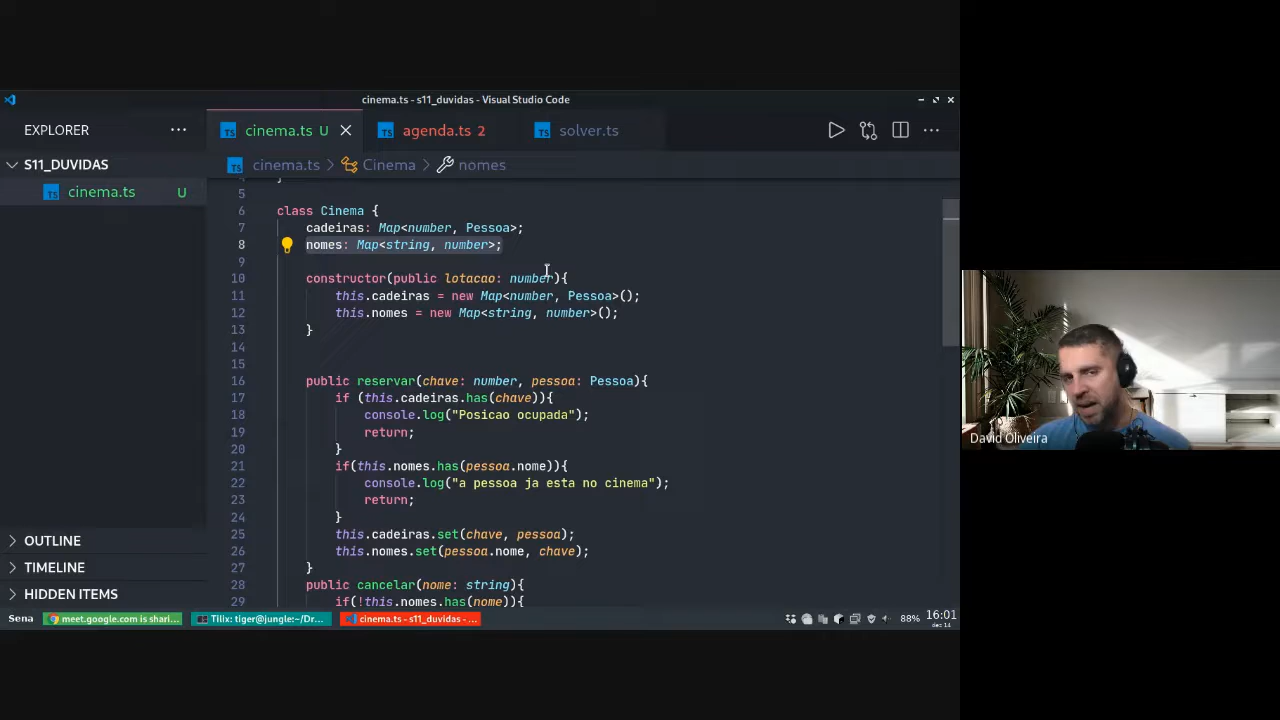 cinema.ts - s11_duvidas - Visual Studio Code
EXPLORER
cinema.ts U
agenda.ts 2
solver.ts
S11_DUVIDAS
cinema.ts > Cinema > nomes
cinema.ts U
5
6 class Cinema {
7 cadeiras: Map<number, Pessoa>;
8 nomes: Map<string, number>;
9
10 constructor(public lotacao: number){
11 this.cadeiras = new Map<number, Pessoa>();
12 this.nomes = new Map<string, number>();
13 }
14
15
16 public reservar(chave: number, pessoa: Pessoa){
17 if (this.cadeiras.has(chave)){
18 console.log("Posicao ocupada");
19 return;
20 }
21 if(this.nomes.has(pessoa.nome)){
22 console.log("a pessoa ja esta no cinema");
23 return;
24 }
25 this.cadeiras.set(chave, pessoa);
26 this.nomes.set(pessoa.nome, chave);
27 }
28 public cancelar(nome: string){
29 if(!this.nomes.has(nome)){
OUTLINE
TIMELINE
HIDDEN ITEMS
Sena
meet.google.com is shari...
Tilix: tiger@jungle:~/Dr...
cinema.ts - s11_duvidas - ...
88%
16:01
dez 14
David Oliveira